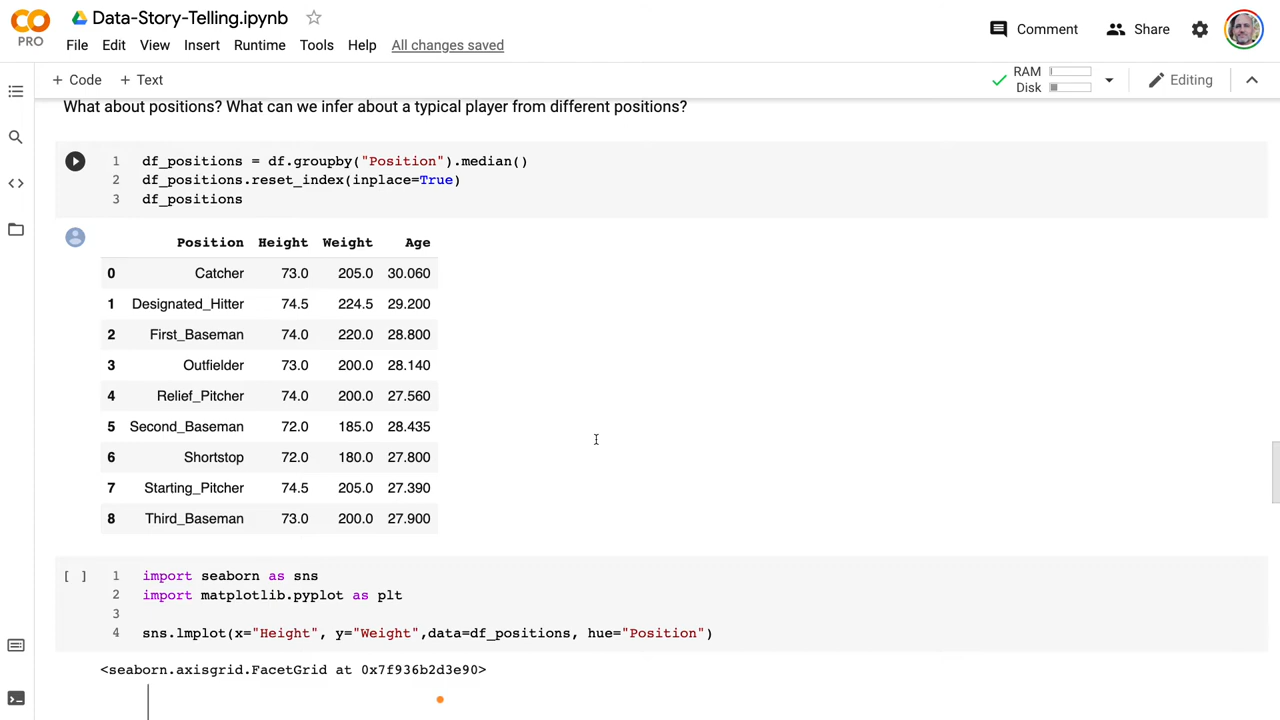 CO
PRO
Data-Story-Telling.ipynb
Comment
Share
File Edit View Insert Runtime Tools Help All changes saved
+ Code + Text
RAM
Disk
Editing
What about positions? What can we infer about a typical player from different positions?
1 df_positions = df.groupby("Position").median()
2 df_positions.reset_index(inplace=True)
3 df_positions
Position Height Weight Age
0 Catcher 73.0 205.0 30.060
1 Designated_Hitter 74.5 224.5 29.200
2 First_Baseman 74.0 220.0 28.800
3 Outfielder 73.0 200.0 28.140
4 Relief_Pitcher 74.0 200.0 27.560
5 Second_Baseman 72.0 185.0 28.435
6 Shortstop 72.0 180.0 27.800
7 Starting_Pitcher 74.5 205.0 27.390
8 Third_Baseman 73.0 200.0 27.900
[ ] 1 import seaborn as sns
2 import matplotlib.pyplot as plt
3
4 sns.lmplot(x="Height", y="Weight",data=df_positions, hue="Position")
<seaborn.axisgrid.FacetGrid at 0x7f936b2d3e90>